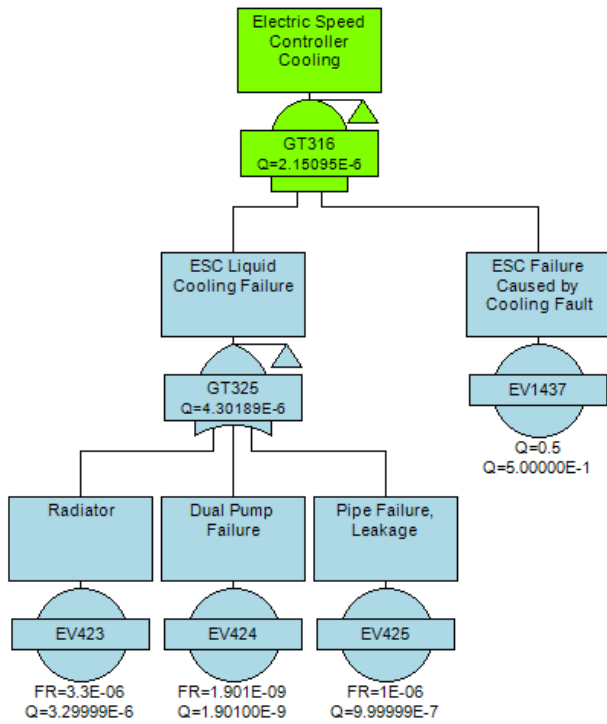 Electric Speed
Controller
Cooling
GT316
Q=2.15095E-6
ESC Liquid
Cooling Failure
ESC Failure
Caused by
Cooling Fault
GT325
Q=4.30189E-6
EV1437
Q=0.5
Q=5.00000E-1
Radiator
Dual Pump
Failure
Pipe Failure,
Leakage
EV423
EV424
EV425
FR=3.3E-06
Q=3.29999E-6
FR=1.901E-09
Q=1.90100E-9
FR=1E-06
Q=9.99999E-7